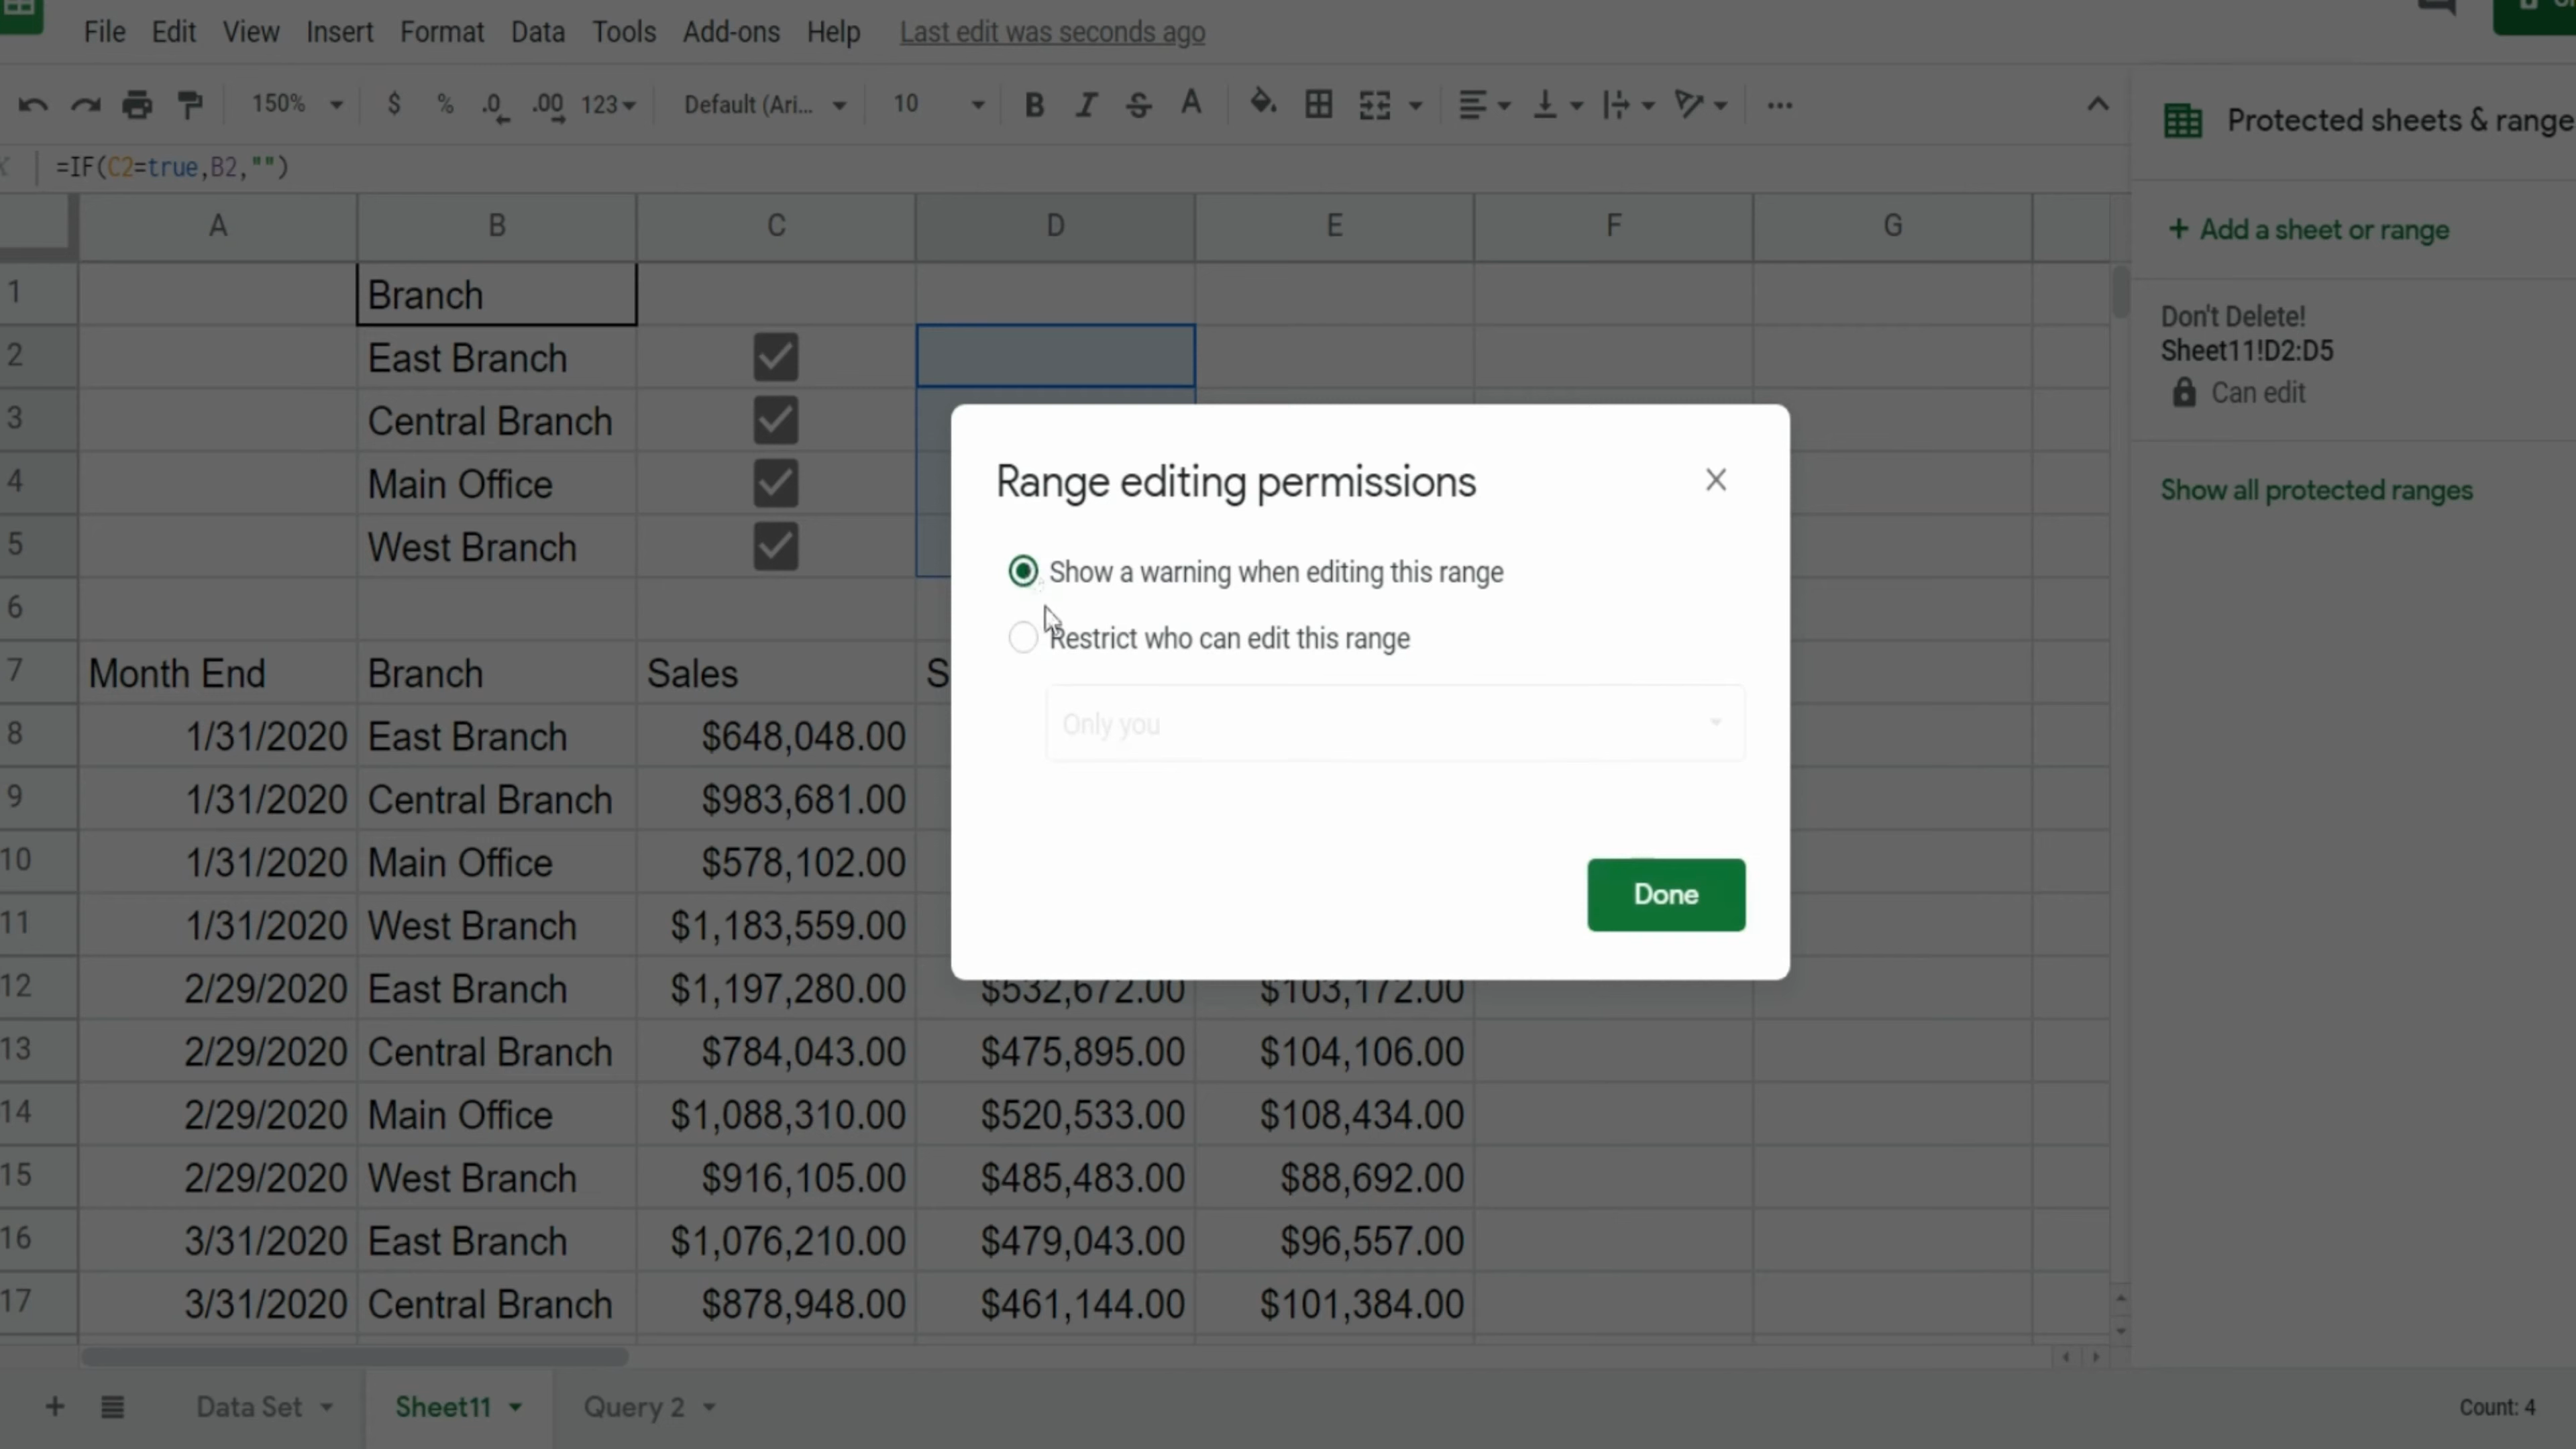 File Edit View Insert Format Data Tools Add-ons Help Last edit was seconds ago
150% $ % .0 .00 123 Default (Ari... 10 B I S A
Protected sheets & range
=IF(C2=true,B2,"")
A B C D E F G
+ Add a sheet or range
1 Branch
2 East Branch
3 Central Branch
4 Main Office
5 West Branch
6
7 Month End Branch Sales S
8 1/31/2020 East Branch $648,048.00
9 1/31/2020 Central Branch $983,681.00
10 1/31/2020 Main Office $578,102.00
11 1/31/2020 West Branch $1,183,559.00
12 2/29/2020 East Branch $1,197,280.00 $532,672.00 $103,172.00
13 2/29/2020 Central Branch $784,043.00 $475,895.00 $104,106.00
14 2/29/2020 Main Office $1,088,310.00 $520,533.00 $108,434.00
15 2/29/2020 West Branch $916,105.00 $485,483.00 $88,692.00
16 3/31/2020 East Branch $1,076,210.00 $479,043.00 $96,557.00
17 3/31/2020 Central Branch $878,948.00 $461,144.00 $101,384.00
Range editing permissions
Show a warning when editing this range
Restrict who can edit this range
Only you
Done
Don't Delete!
Sheet11!D2:D5
Can edit
Show all protected ranges
Data Set Sheet11 Query 2 Count: 4